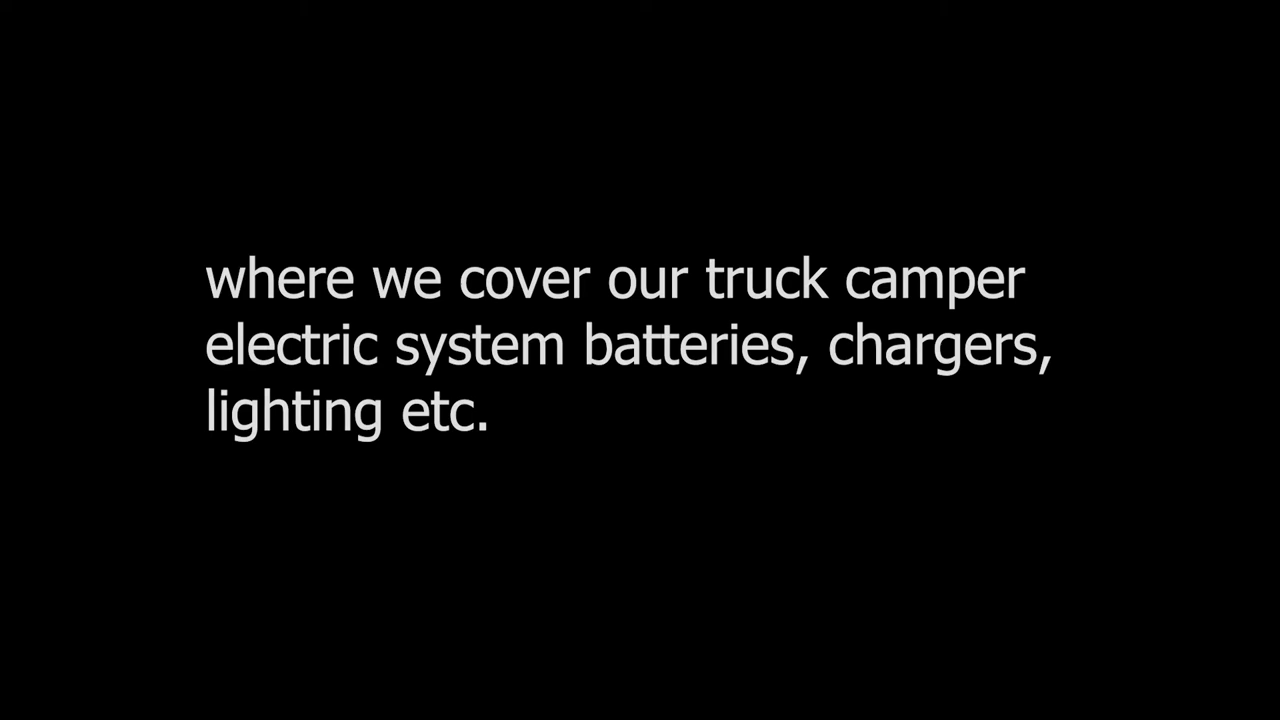 where we cover our truck camper
electric system batteries, chargers,
lighting etc.